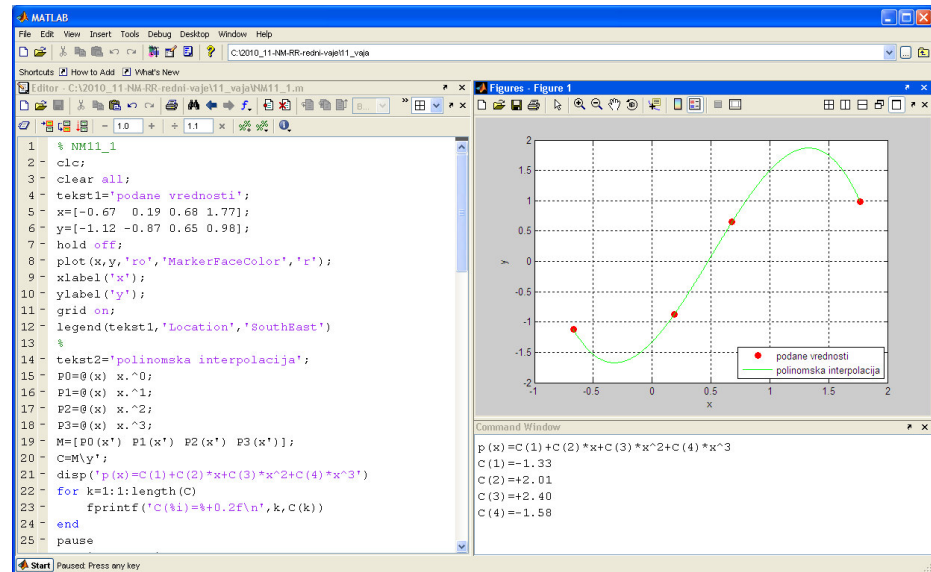 MATLAB
File Edit View Insert Tools Debug Desktop Window Help
C:\2010_11-NM-RR-redni-vaje\11_vaja
Shortcuts How to Add What's New
Editor - C:\2010_11-NM-RR-redni-vaje\11_vaja\NM11_1.m
B...
- 1.0 + ÷ 1.1 ×
1 % NM11_1
2 - clc;
3 - clear all;
4 - tekst1='podane vrednosti';
5 - x=[-0.67 0.19 0.68 1.77];
6 - y=[-1.12 -0.87 0.65 0.98];
7 - hold off;
8 - plot(x,y,'ro','MarkerFaceColor','r');
9 - xlabel('x');
10 - ylabel('y');
11 - grid on;
12 - legend(tekst1,'Location','SouthEast')
13 %
14 - tekst2='polinomska interpolacija';
15 - P0=@(x) x.^0;
16 - P1=@(x) x.^1;
17 - P2=@(x) x.^2;
18 - P3=@(x) x.^3;
19 - M=[P0(x') P1(x') P2(x') P3(x')];
20 - C=M\y';
21 - disp('p(x)=C(1)+C(2)*x+C(3)*x^2+C(4)*x^3')
22 - for k=1:1:length(C)
23 - fprintf('C(%i)=%+0.2f\n',k,C(k))
24 - end
25 - pause
Figures - Figure 1
2
1.5
1
0.5
0
-0.5
-1
-1.5
-2
y
-1 -0.5 0 0.5 1 1.5 2
x
podane vrednosti
polinomska interpolacija
Command Window
p(x)=C(1)+C(2)*x+C(3)*x^2+C(4)*x^3
C(1)=-1.33
C(2)=+2.01
C(3)=+2.40
C(4)=-1.58
Start Paused: Press any key